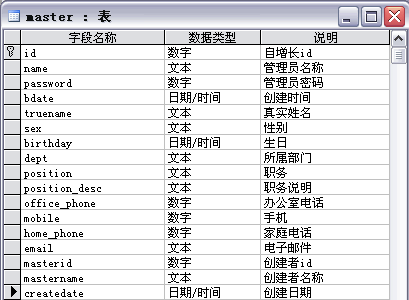 master : 表
字段名称 数据类型 说明
id 数字 自增长id
name 文本 管理员名称
password 数字 管理员密码
bdate 日期/时间 创建时间
truename 文本 真实姓名
sex 文本 性别
birthday 日期/时间 生日
dept 文本 所属部门
position 文本 职务
position_desc 文本 职务说明
office_phone 数字 办公室电话
mobile 数字 手机
home_phone 数字 家庭电话
email 文本 电子邮件
masterid 数字 创建者id
mastername 文本 创建者名称
createdate 日期/时间 创建日期